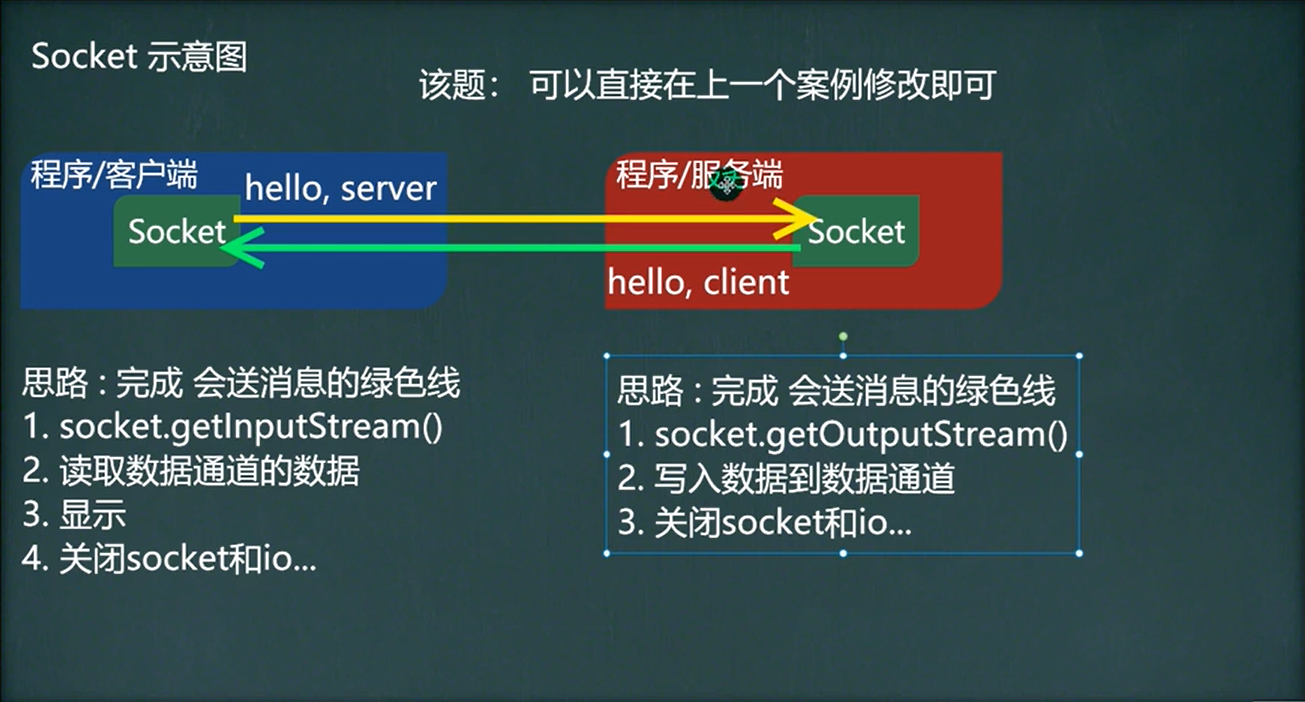 Socket 示意图
该题： 可以直接在上一个案例修改即可
程序/客户端
hello, server
Socket
程序/服务端
Socket
hello, client
思路 : 完成 会送消息的绿色线
1. socket.getInputStream()
2. 读取数据通道的数据
3. 显示
4. 关闭socket和io...
思路 : 完成 会送消息的绿色线
1. socket.getOutputStream()
2. 写入数据到数据通道
3. 关闭socket和io...